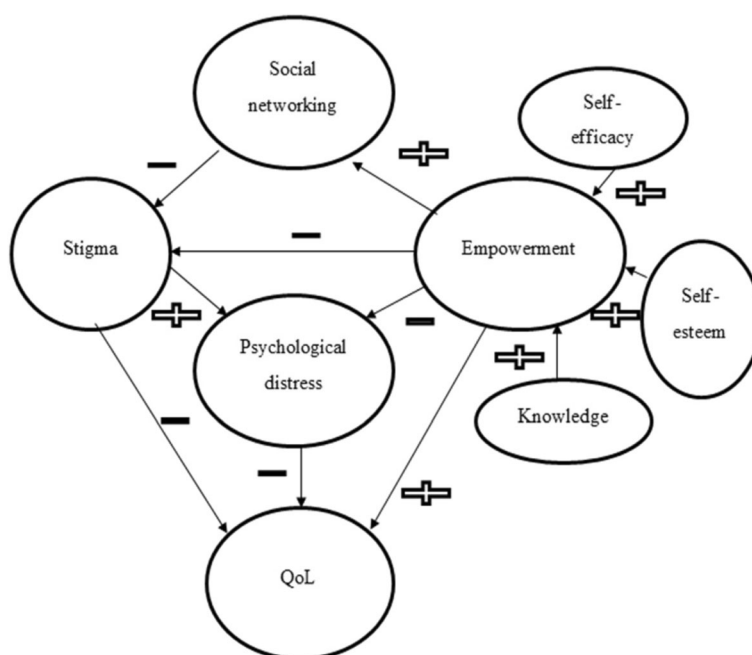 Social
networking
Self-
efficacy
Stigma
Empowerment
Self-
esteem
Psychological
distress
Knowledge
QoL